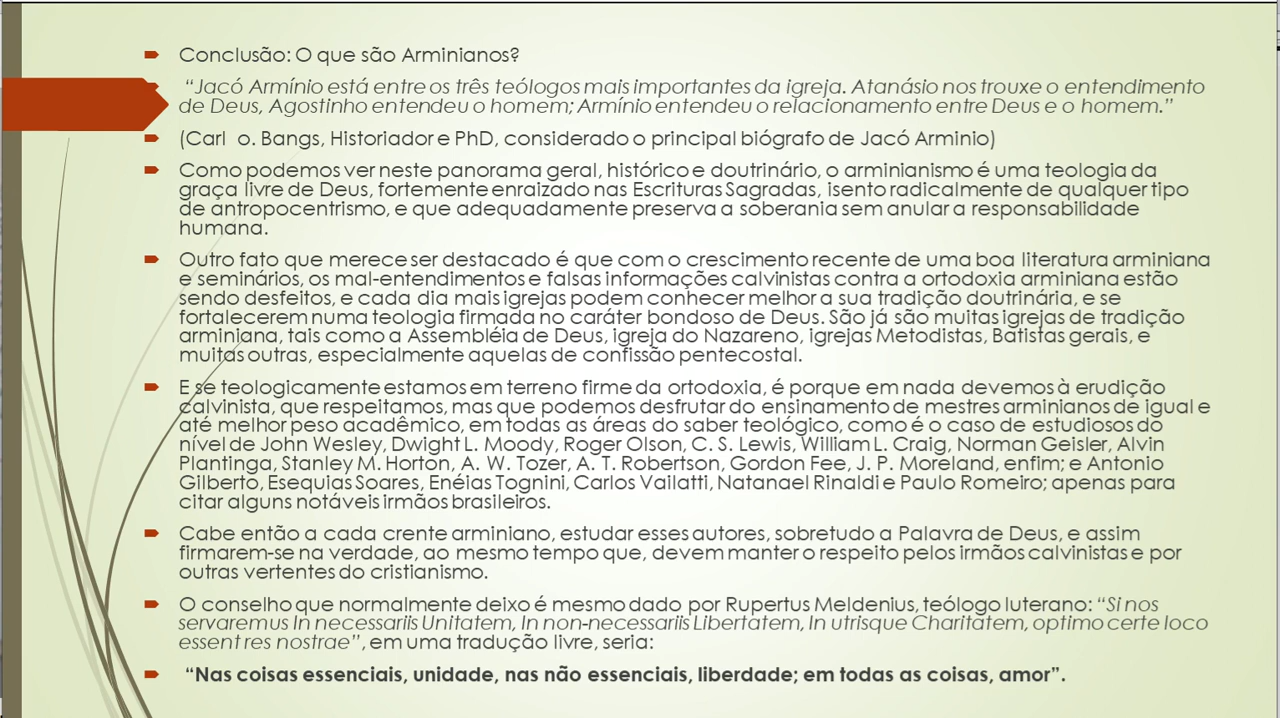 Conclusão: O que são Arminianos?
“Jacó Armínio está entre os três teólogos mais importantes da igreja. Atanásio nos trouxe o entendimento
de Deus, Agostinho entendeu o homem; Armínio entendeu o relacionamento entre Deus e o homem.”
(Carl o. Bangs, Historiador e PhD, considerado o principal biógrafo de Jacó Arminio)
Como podemos ver neste panorama geral, histórico e doutrinário, o arminianismo é uma teologia da
graça livre de Deus, fortemente enraizado nas Escrituras Sagradas, isento radicalmente de qualquer tipo
de antropocentrismo, e que adequadamente preserva a soberania sem anular a responsabilidade
humana.
Outro fato que merece ser destacado é que com o crescimento recente de uma boa literatura arminiana
e seminários, os mal-entendimentos e falsas informações calvinistas contra a ortodoxia arminiana estão
sendo desfeitos, e cada dia mais igrejas podem conhecer melhor a sua tradição doutrinária, e se
fortalecerem numa teologia firmada no caráter bondoso de Deus. São já são muitas igrejas de tradição
arminiana, tais como a Assembléia de Deus, igreja do Nazareno, igrejas Metodistas, Batistas gerais, e
muitas outras, especialmente aquelas de confissão pentecostal.
E se teologicamente estamos em terreno firme da ortodoxia, é porque em nada devemos à erudição
calvinista, que respeitamos, mas que podemos desfrutar do ensinamento de mestres arminianos de igual e
até melhor peso acadêmico, em todas as áreas do saber teológico, como é o caso de estudiosos do
nível de John Wesley, Dwight L. Moody, Roger Olson, C. S. Lewis, William L. Craig, Norman Geisler, Alvin
Plantinga, Stanley M. Horton, A. W. Tozer, A. T. Robertson, Gordon Fee, J. P. Moreland, enfim; e Antonio
Gilberto, Esequias Soares, Enéias Tognini, Carlos Vailatti, Natanael Rinaldi e Paulo Romeiro; apenas para
citar alguns notáveis irmãos brasileiros.
Cabe então a cada crente arminiano, estudar esses autores, sobretudo a Palavra de Deus, e assim
firmarem-se na verdade, ao mesmo tempo que, devem manter o respeito pelos irmãos calvinistas e por
outras vertentes do cristianismo.
O conselho que normalmente deixo é mesmo dado por Rupertus Meldenius, teólogo luterano: “Si nos
servaremus In necessariis Unitatem, In non-necessariis Libertatem, In utrisque Charitatem, optimo certe loco
essent res nostrae”, em uma tradução livre, seria:
“Nas coisas essenciais, unidade, nas não essenciais, liberdade; em todas as coisas, amor”.